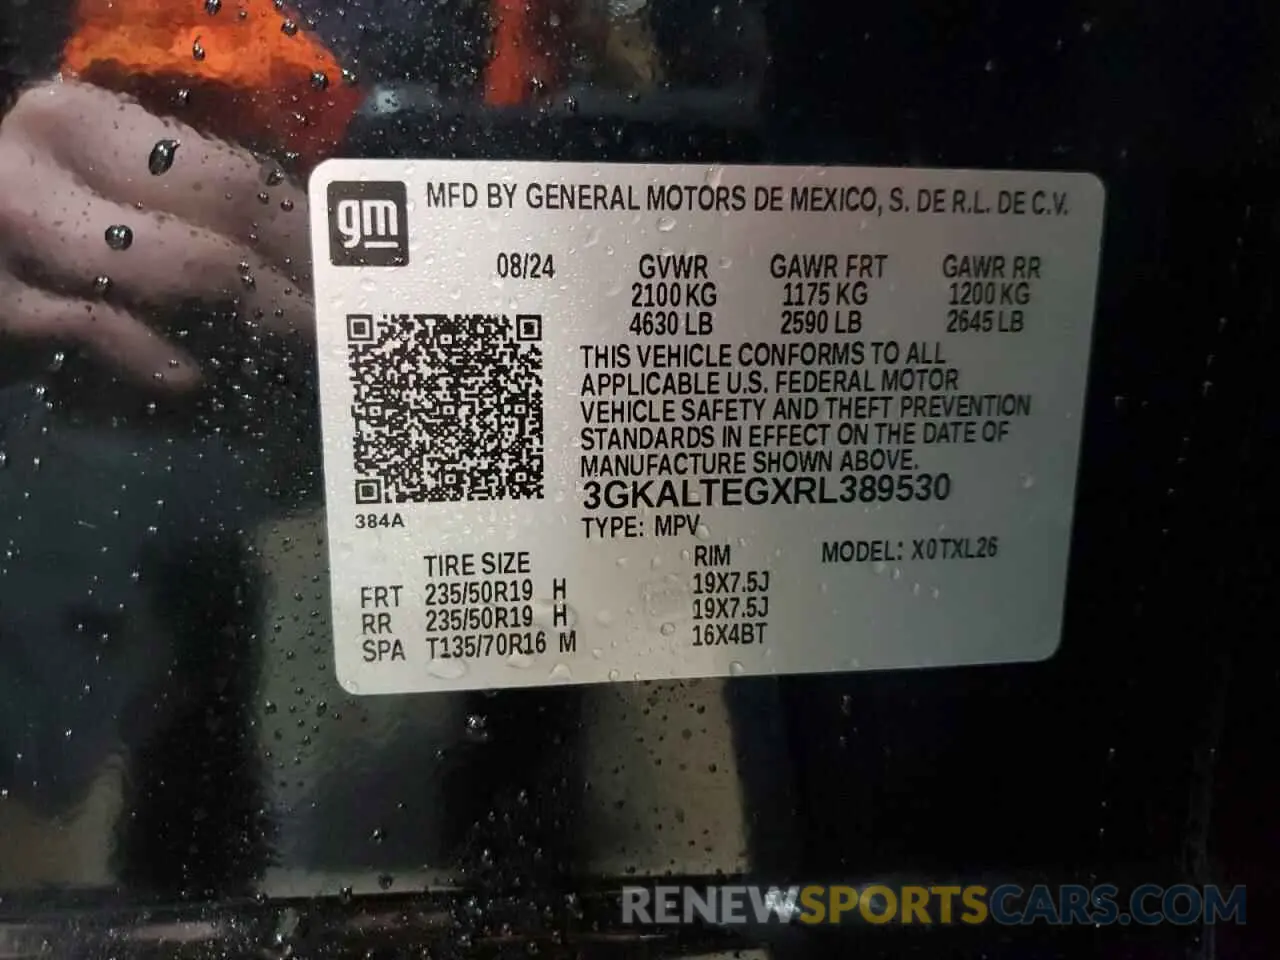 gm
MFD BY GENERAL MOTORS DE MEXICO, S. DE R.L. DE C.V.
08/24 GVWR GAWR FRT GAWR RR
2100 KG 1175 KG 1200 KG
4630 LB 2590 LB 2645 LB
THIS VEHICLE CONFORMS TO ALL
APPLICABLE U.S. FEDERAL MOTOR
VEHICLE SAFETY AND THEFT PREVENTION
STANDARDS IN EFFECT ON THE DATE OF
MANUFACTURE SHOWN ABOVE.
3GKALTEGXRL389530
384A
TYPE: MPV
MODEL: X0TXL26
TIRE SIZE RIM
FRT 235/50R19 H 19X7.5J
RR 235/50R19 H 19X7.5J
SPA T135/70R16 M 16X4BT
RENEWSPORTSCARS.COM